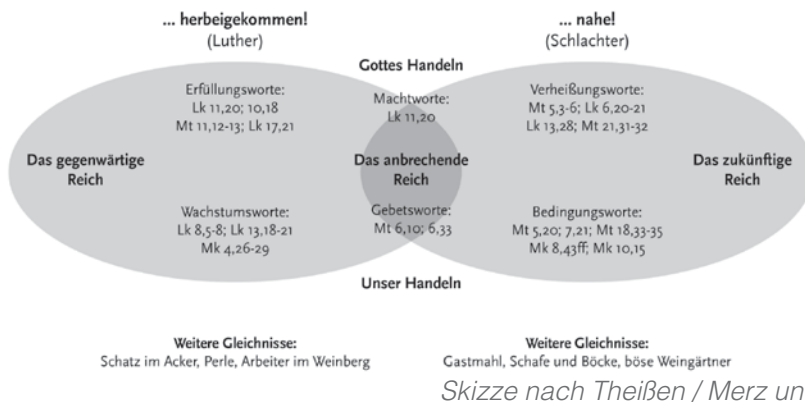 ... herbeigekommen!
(Luther)
... nahe!
(Schlachter)
Gottes Handeln
Erfüllungsworte:
Lk 11,20; 10,18
Mt 11,12-13; Lk 17,21
Machtworte:
Lk 11,20
Verheißungsworte:
Mt 5,3-6; Lk 6,20-21
Lk 13,28; Mt 21,31-32
Das gegenwärtige
Reich
Das anbrechende
Reich
Das zukünftige
Reich
Wachstumsworte:
Lk 8,5-8; Lk 13,18-21
Mk 4,26-29
Gebetsworte:
Mt 6,10; 6,33
Bedingungsworte:
Mt 5,20; 7,21; Mt 18,33-35
Mk 8,43ff; Mk 10,15
Unser Handeln
Weitere Gleichnisse:
Schatz im Acker, Perle, Arbeiter im Weinberg
Weitere Gleichnisse:
Gastmahl, Schafe und Böcke, böse Weingärtner
Skizze nach Theißen / Merz un